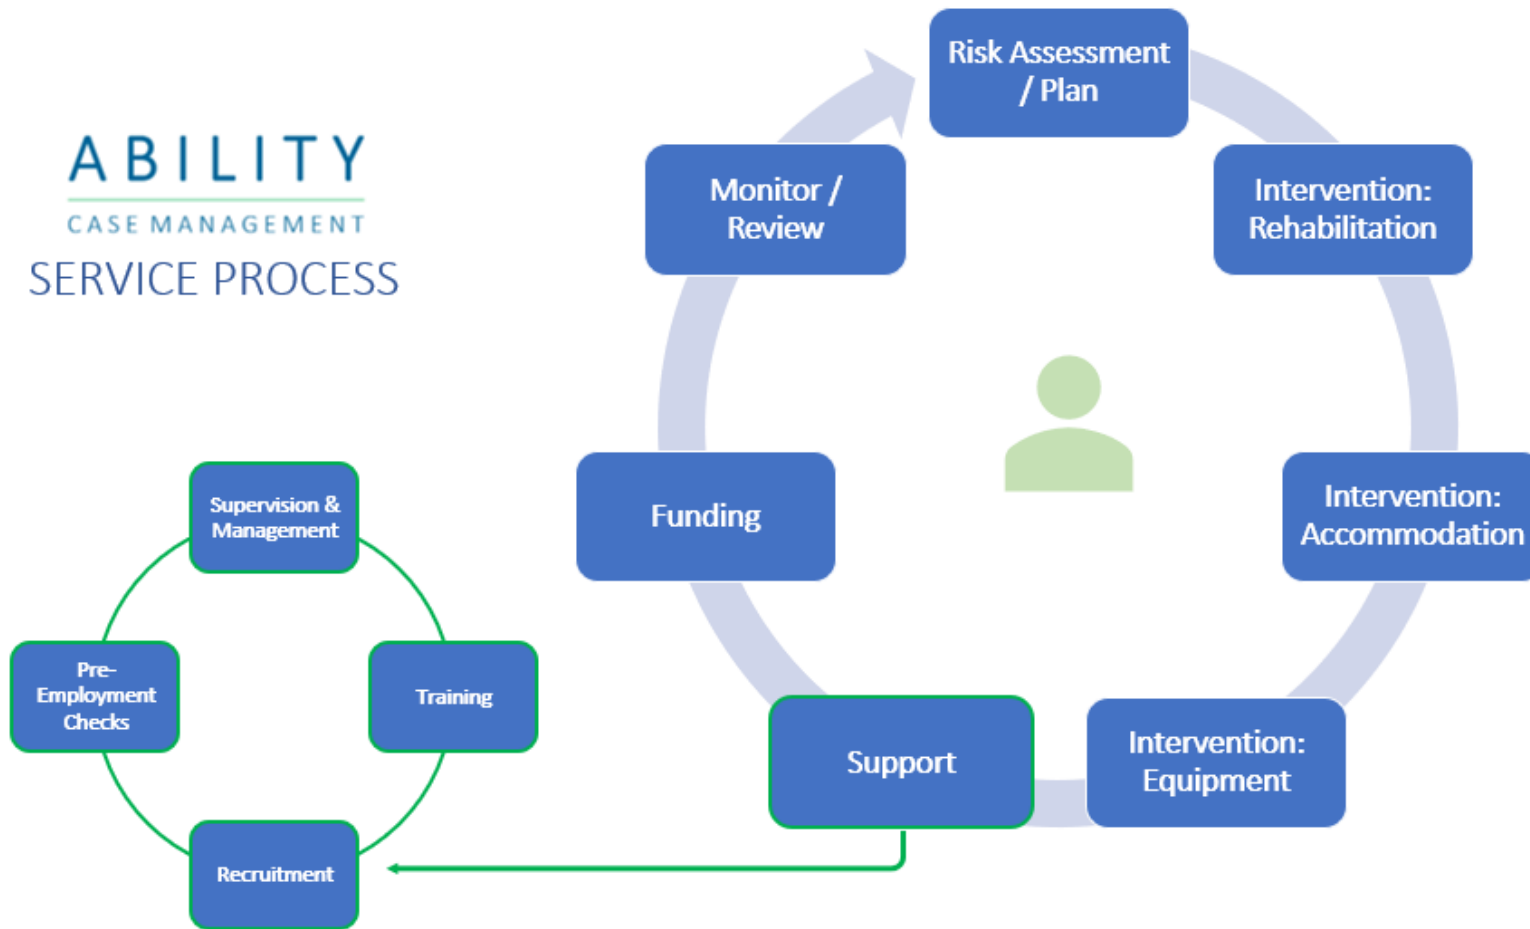 ABILITY
CASE MANAGEMENT
SERVICE PROCESS
Risk Assessment
/ Plan
Intervention:
Rehabilitation
Intervention:
Accommodation
Intervention:
Equipment
Support
Funding
Monitor /
Review
Supervision &
Management
Training
Recruitment
Pre-
Employment
Checks